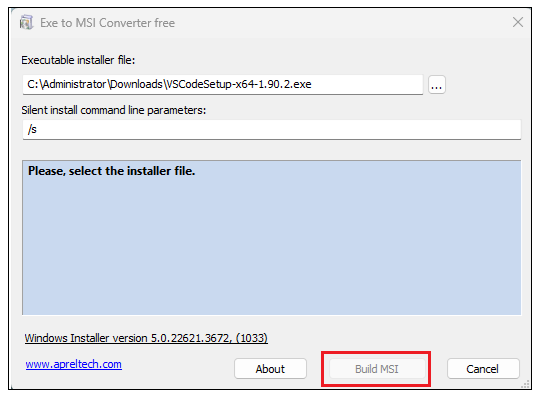 Exe to MSI Converter free
Executable installer file:
C:\Administrator\Downloads\VSCodeSetup-x64-1.90.2.exe
...
Silent install command line parameters:
/s
Please, select the installer file.
Windows Installer version 5.0.22621.3672, (1033)
www.apreltech.com
About
Build MSI
Cancel